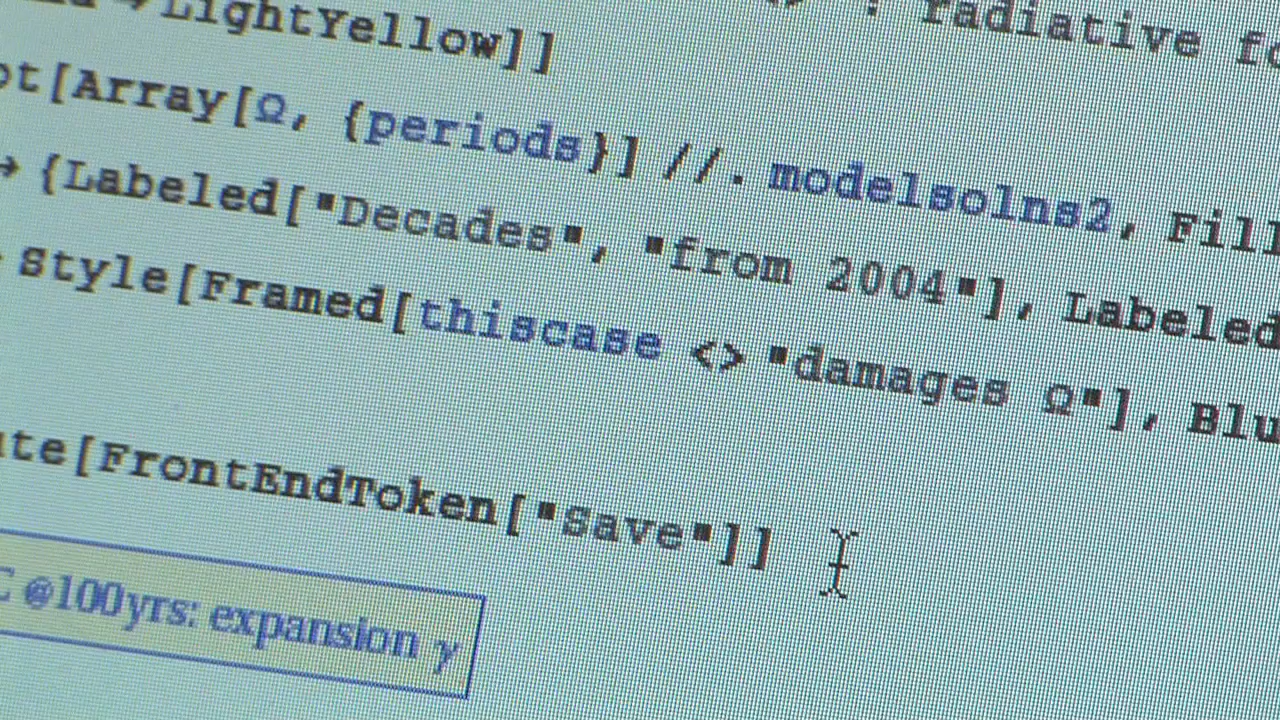 →LightYellow]]
: radiative fo
ot[Array[Ω, {periods}] //. modelsolns2, Fill
→ {Labeled["Decades", "from 2004"], Labeled
Style[Framed[thiscase <> "damages Ω"], Blu
ate[FrontEndToken["Save"]]
C @100yrs: expansion γ